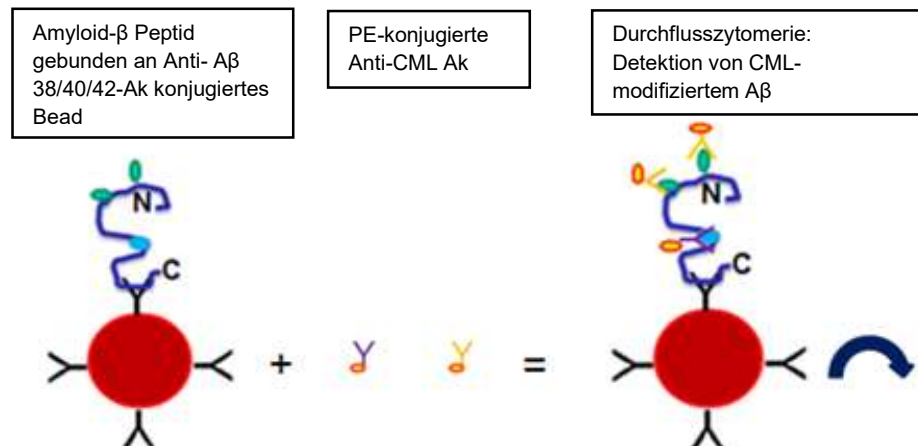 Amyloid-β Peptid
gebunden an Anti- Aβ
38/40/42-Ak konjugiertes
Bead
PE-konjugierte
Anti-CML Ak
Durchflusszytomerie:
Detektion von CML-
modifiziertem Aβ
N
C
+
=
N
C